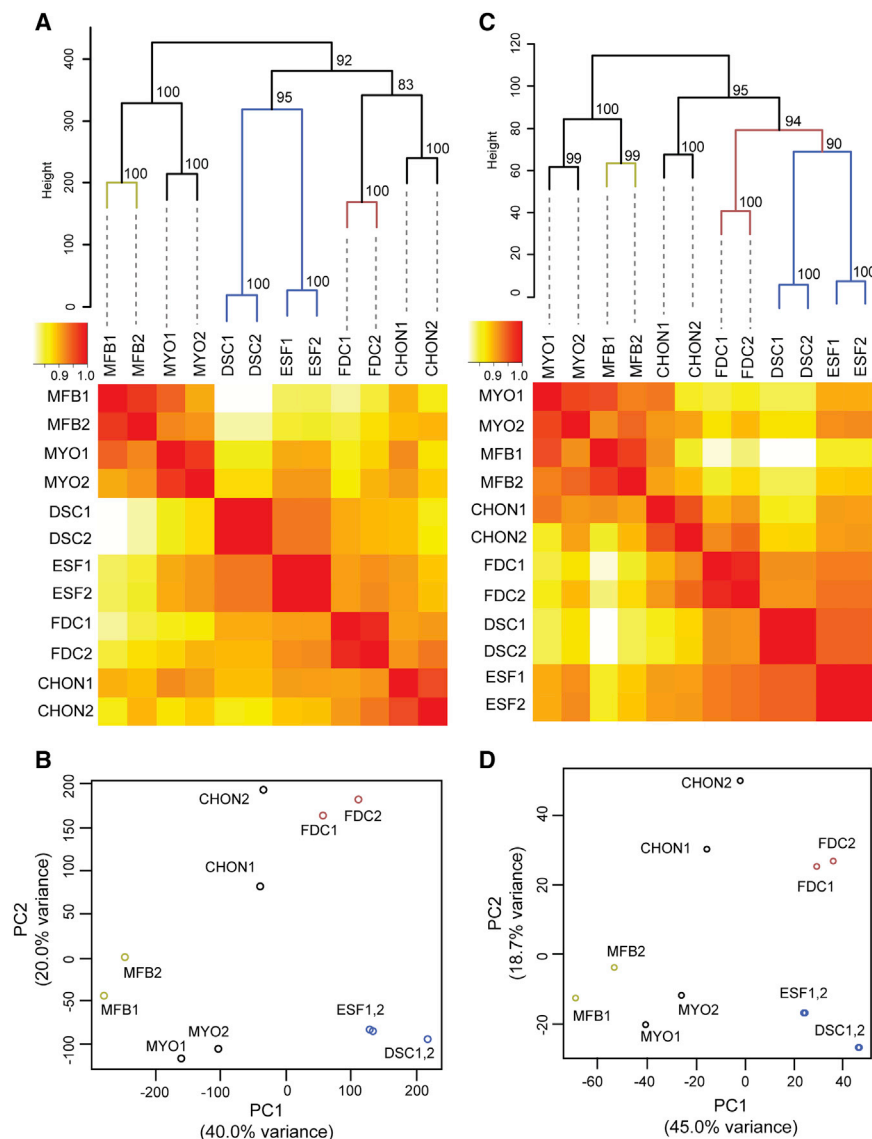 A
Height
0
100
200
300
400
92
95
83
100
100
100
100
100
100
100
MFB1
MFB2
MYO1
MYO2
DSC1
DSC2
ESF1
ESF2
FDC1
FDC2
CHON1
CHON2
0.9
1.0
MFB1
MFB2
MYO1
MYO2
DSC1
DSC2
ESF1
ESF2
FDC1
FDC2
CHON1
CHON2
C
Height
0
20
40
60
80
100
120
95
100
94
90
99
99
100
100
100
100
MYO1
MYO2
MFB1
MFB2
CHON1
CHON2
FDC1
FDC2
DSC1
DSC2
ESF1
ESF2
0.9
1.0
MYO1
MYO2
MFB1
MFB2
CHON1
CHON2
FDC1
FDC2
DSC1
DSC2
ESF1
ESF2
B
PC2
(20.0% variance)
200
150
100
50
0
-50
-100
CHON2
FDC2
FDC1
CHON1
MFB2
MFB1
ESF1,2
MYO2
MYO1
DSC1,2
-200
-100
0
100
200
PC1
(40.0% variance)
D
PC2
(18.7% variance)
40
20
0
-20
CHON2
CHON1
FDC2
FDC1
MFB2
MFB1
MYO2
MYO1
ESF1,2
DSC1,2
-60
-40
-20
0
20
40
PC1
(45.0% variance)